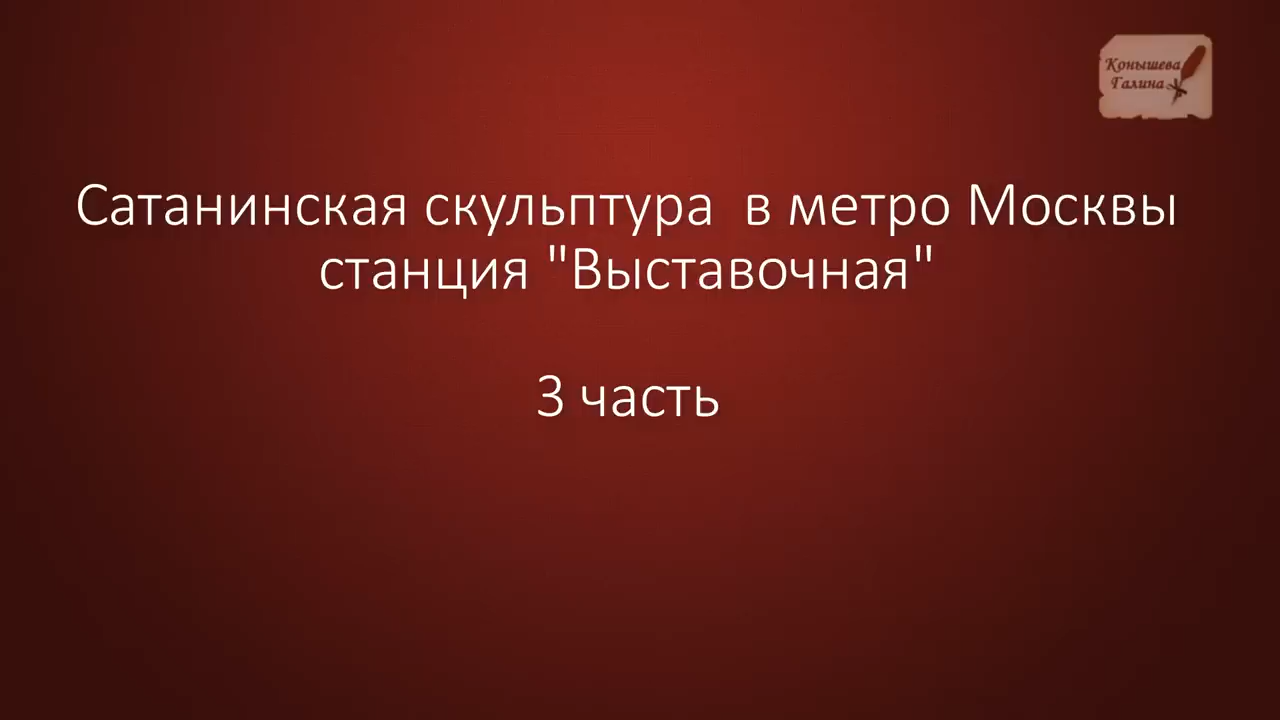 Конышева
Галина
Сатанинская скульптура в метро Москвы
станция "Выставочная"
3 часть